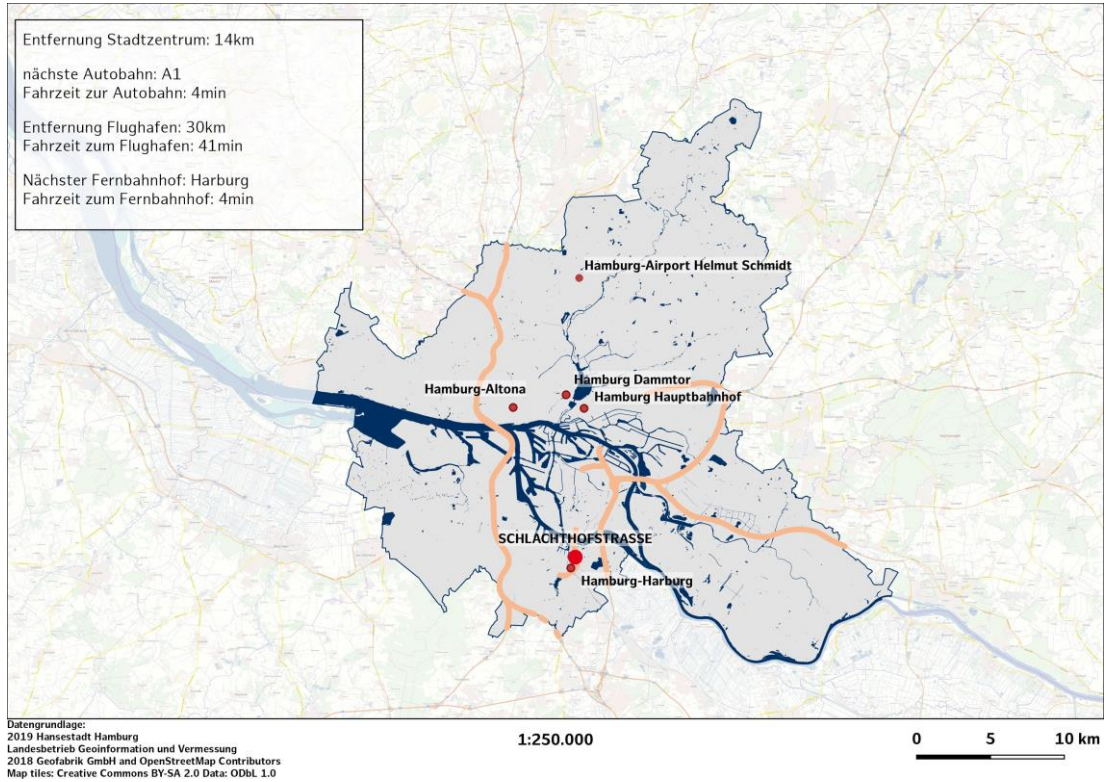 Entfernung Stadtzentrum: 14km
nächste Autobahn: A1
Fahrzeit zur Autobahn: 4min
Entfernung Flughafen: 30km
Fahrzeit zum Flughafen: 41min
Nächster Fernbahnhof: Harburg
Fahrzeit zum Fernbahnhof: 4min
Hamburg-Airport Helmut Schmidt
Hamburg Dammtor
Hamburg-Altona
Hamburg Hauptbahnhof
SCHLACHTHOFSTRASSE
Hamburg-Harburg
Datengrundlage:
2019 Hansestadt Hamburg
Landesbetrieb Geoinformation und Vermessung
2018 Geofabrik GmbH and OpenStreetMap Contributors
Map tiles: Creative Commons BY-SA 2.0 Data: ODbL 1.0
1:250.000
0 5 10 km